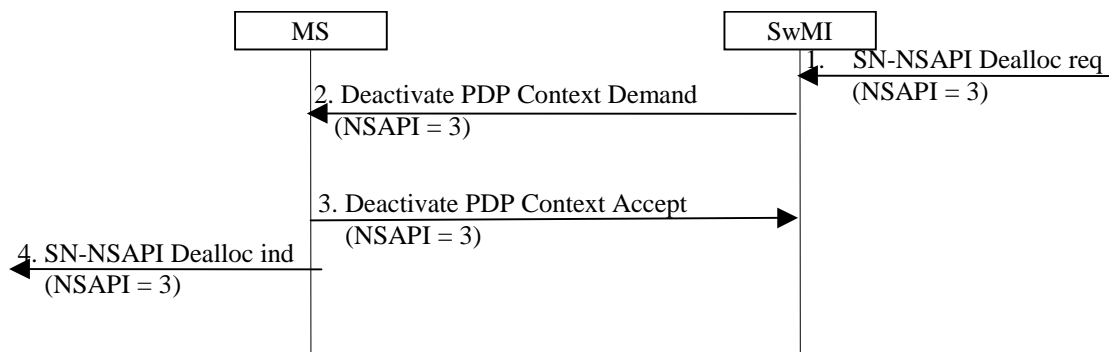 MS
SwMI
1. SN-NSAPI Dealloc req
(NSAPI = 3)
2. Deactivate PDP Context Demand
(NSAPI = 3)
3. Deactivate PDP Context Accept
(NSAPI = 3)
4. SN-NSAPI Dealloc ind
(NSAPI = 3)